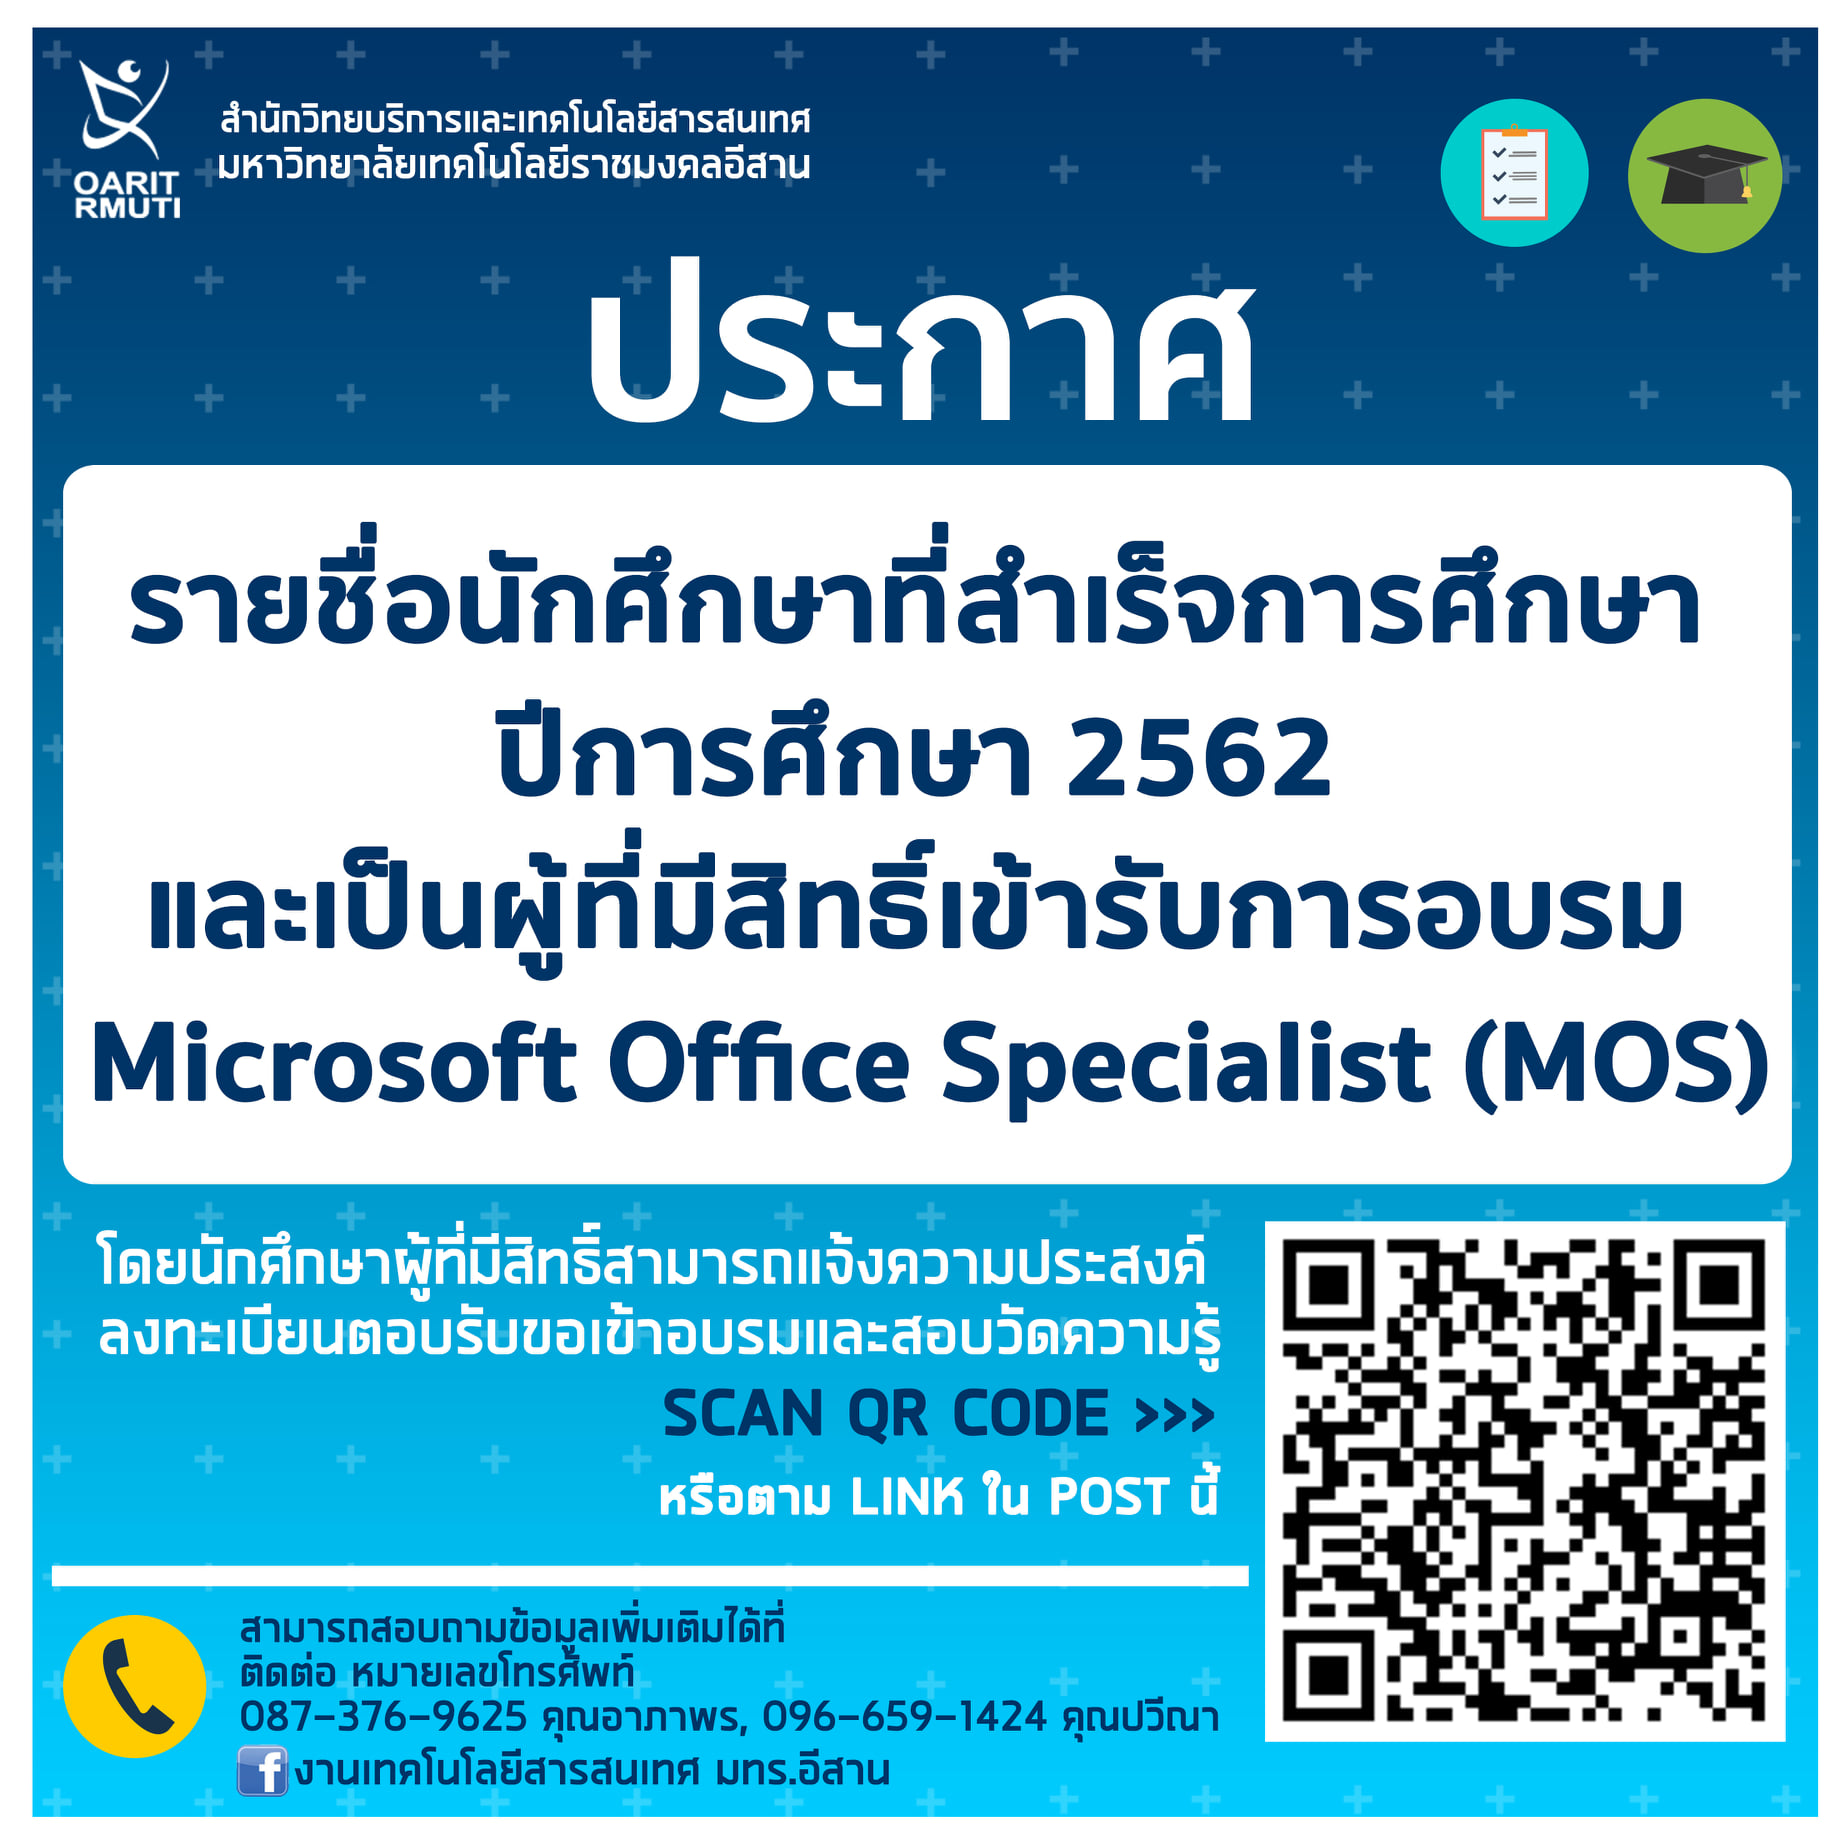 OARIT
RMUTI
สำนักวิทยบริการและเทคโนโลยีสารสนเทศ
มหาวิทยาลัยเทคโนโลยีราชมงคลอีสาน
ประกาศ
รายชื่อนักศึกษาที่สำเร็จการศึกษา
ปีการศึกษา 2562
และเป็นผู้ที่มีสิทธิ์เข้ารับการอบรม
Microsoft Office Specialist (MOS)
โดยนักศึกษาผู้ที่มีสิทธิ์สามารถแจ้งความประสงค์
ลงทะเบียนตอบรับขอเข้าอบรมและสอบวัดความรู้
SCAN QR CODE >>>
หรือตาม LINK ใน POST นี้
สามารถสอบถามข้อมูลเพิ่มเติมได้ที่
ติดต่อ หมายเลขโทรศัพท์
087-376-9625 คุณอาภาพร, 096-659-1424 คุณปวีณา
f งานเทคโนโลยีสารสนเทศ มทร.อีสาน